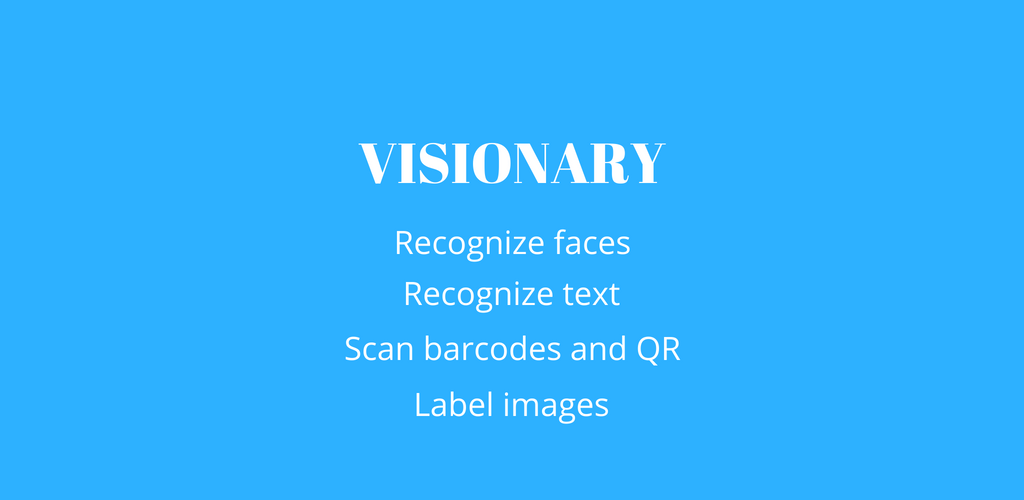 VISIONARY
Recognize faces
Recognize text
Scan barcodes and QR
Label images